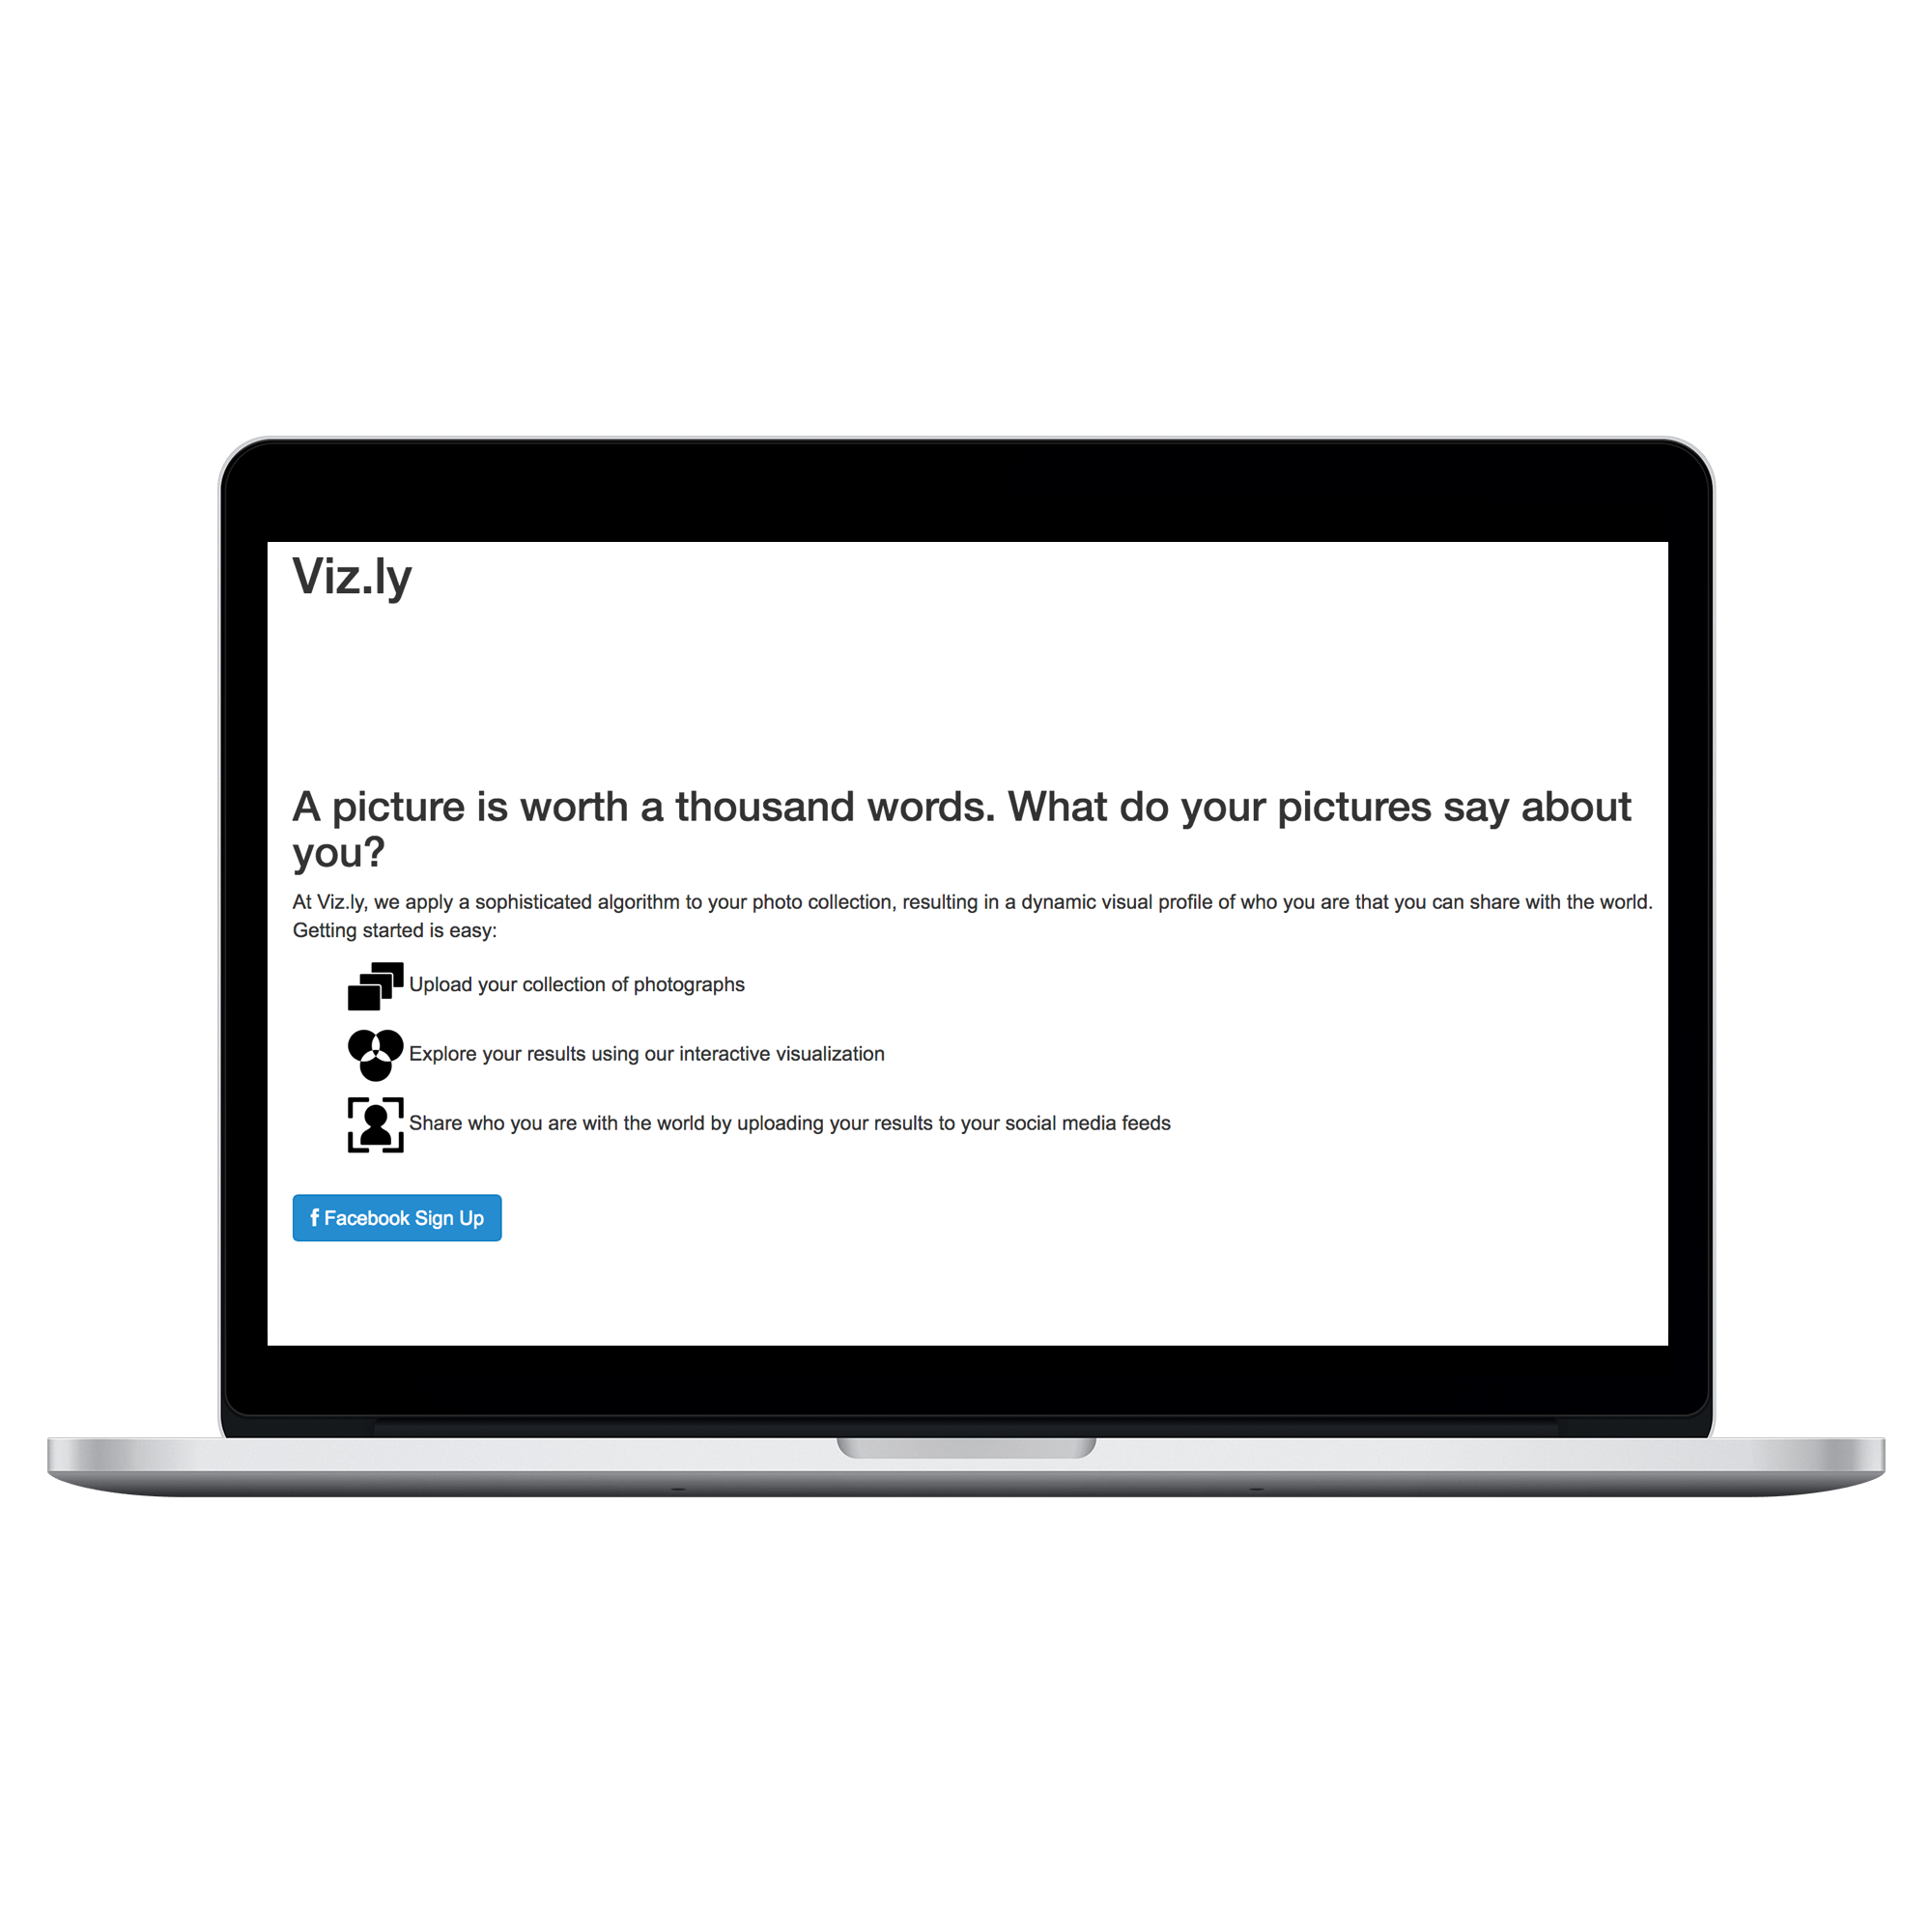 Viz.ly
A picture is worth a thousand words. What do your pictures say about
you?
At Viz.ly, we apply a sophisticated algorithm to your photo collection, resulting in a dynamic visual profile of who you are that you can share with the world.
Getting started is easy:
Upload your collection of photographs
Explore your results using our interactive visualization
Share who you are with the world by uploading your results to your social media feeds
f Facebook Sign Up